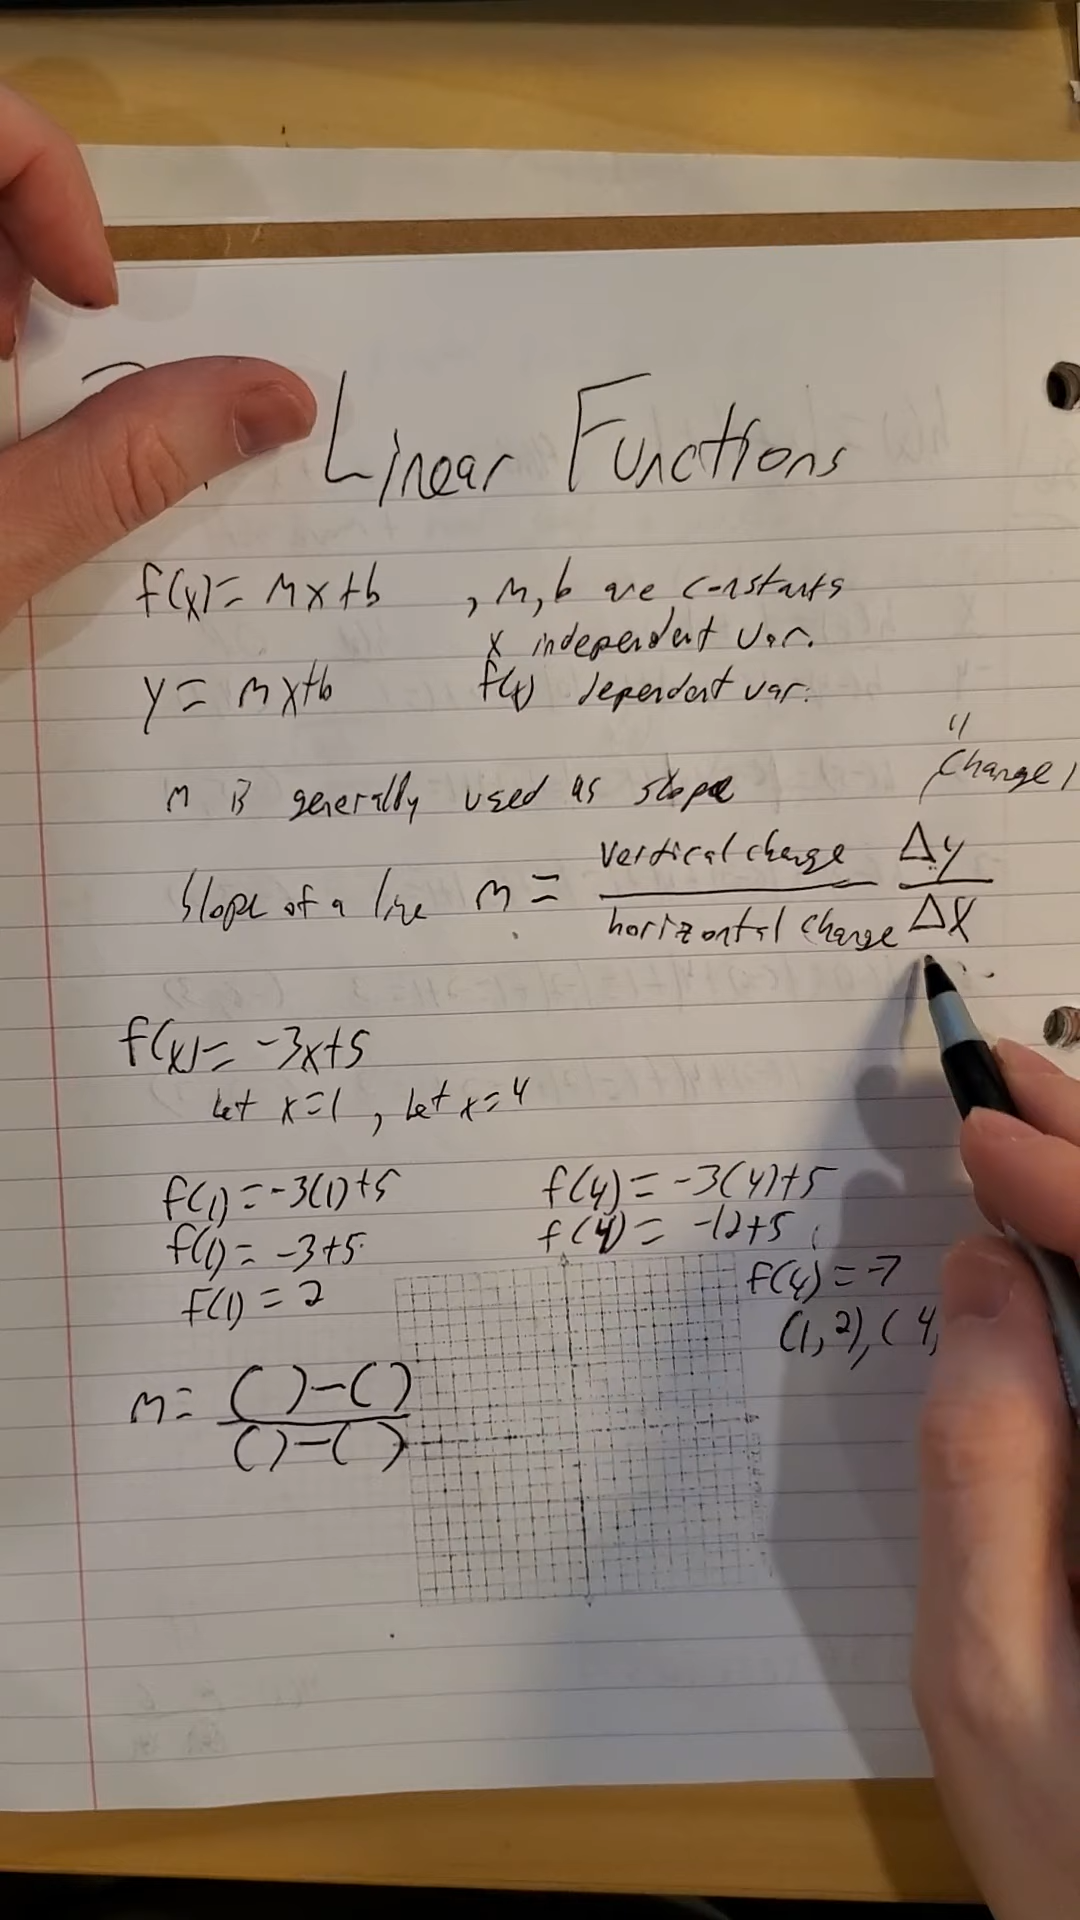 Linear Functions
f(x) = mx+b , m, b are constants
x independent var.
y = mx+b f(x) dependent var.
"
Change
m is generally used as slope
Slope of a line m = vertical change / horizontal change Δy / Δx
f(x) = -3x+5
Let x=1, Let x=4
f(1) = -3(1)+5 f(4) = -3(4)+5
f(1) = -3+5 f(4) = -12+5
f(1) = 2 f(4) = -7
(1,2), (4,
m = ( )-( ) / ( )-( )